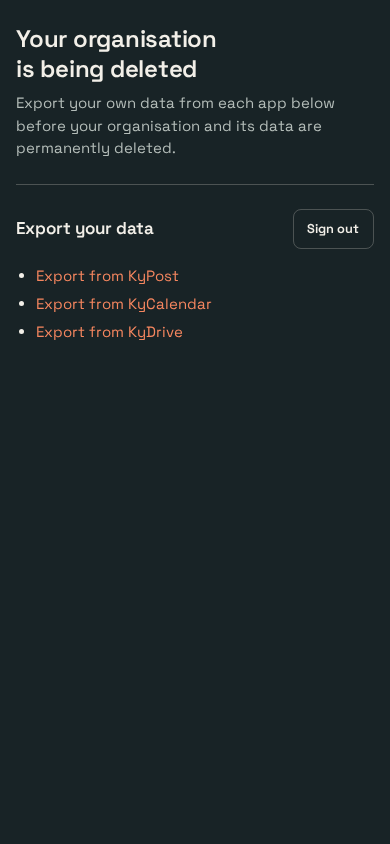 Your organisation
is being deleted
Export your own data from each app below
before your organisation and its data are
permanently deleted.
Export your data
Sign out
Export from KyPost
Export from KyCalendar
Export from KyDrive